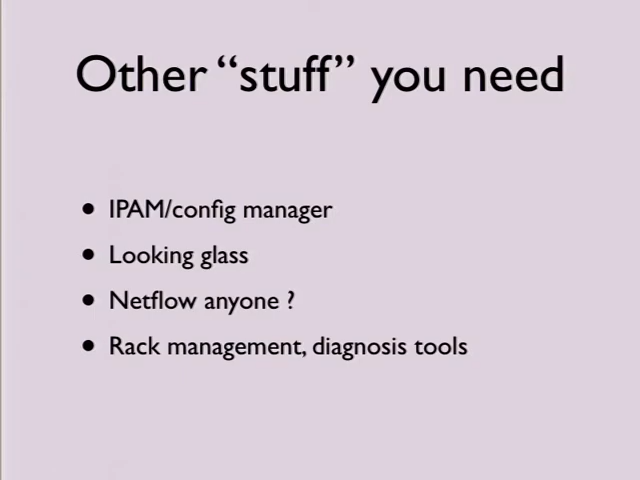 Other “stuff” you need
• IPAM/config manager
• Looking glass
• Netflow anyone ?
• Rack management, diagnosis tools